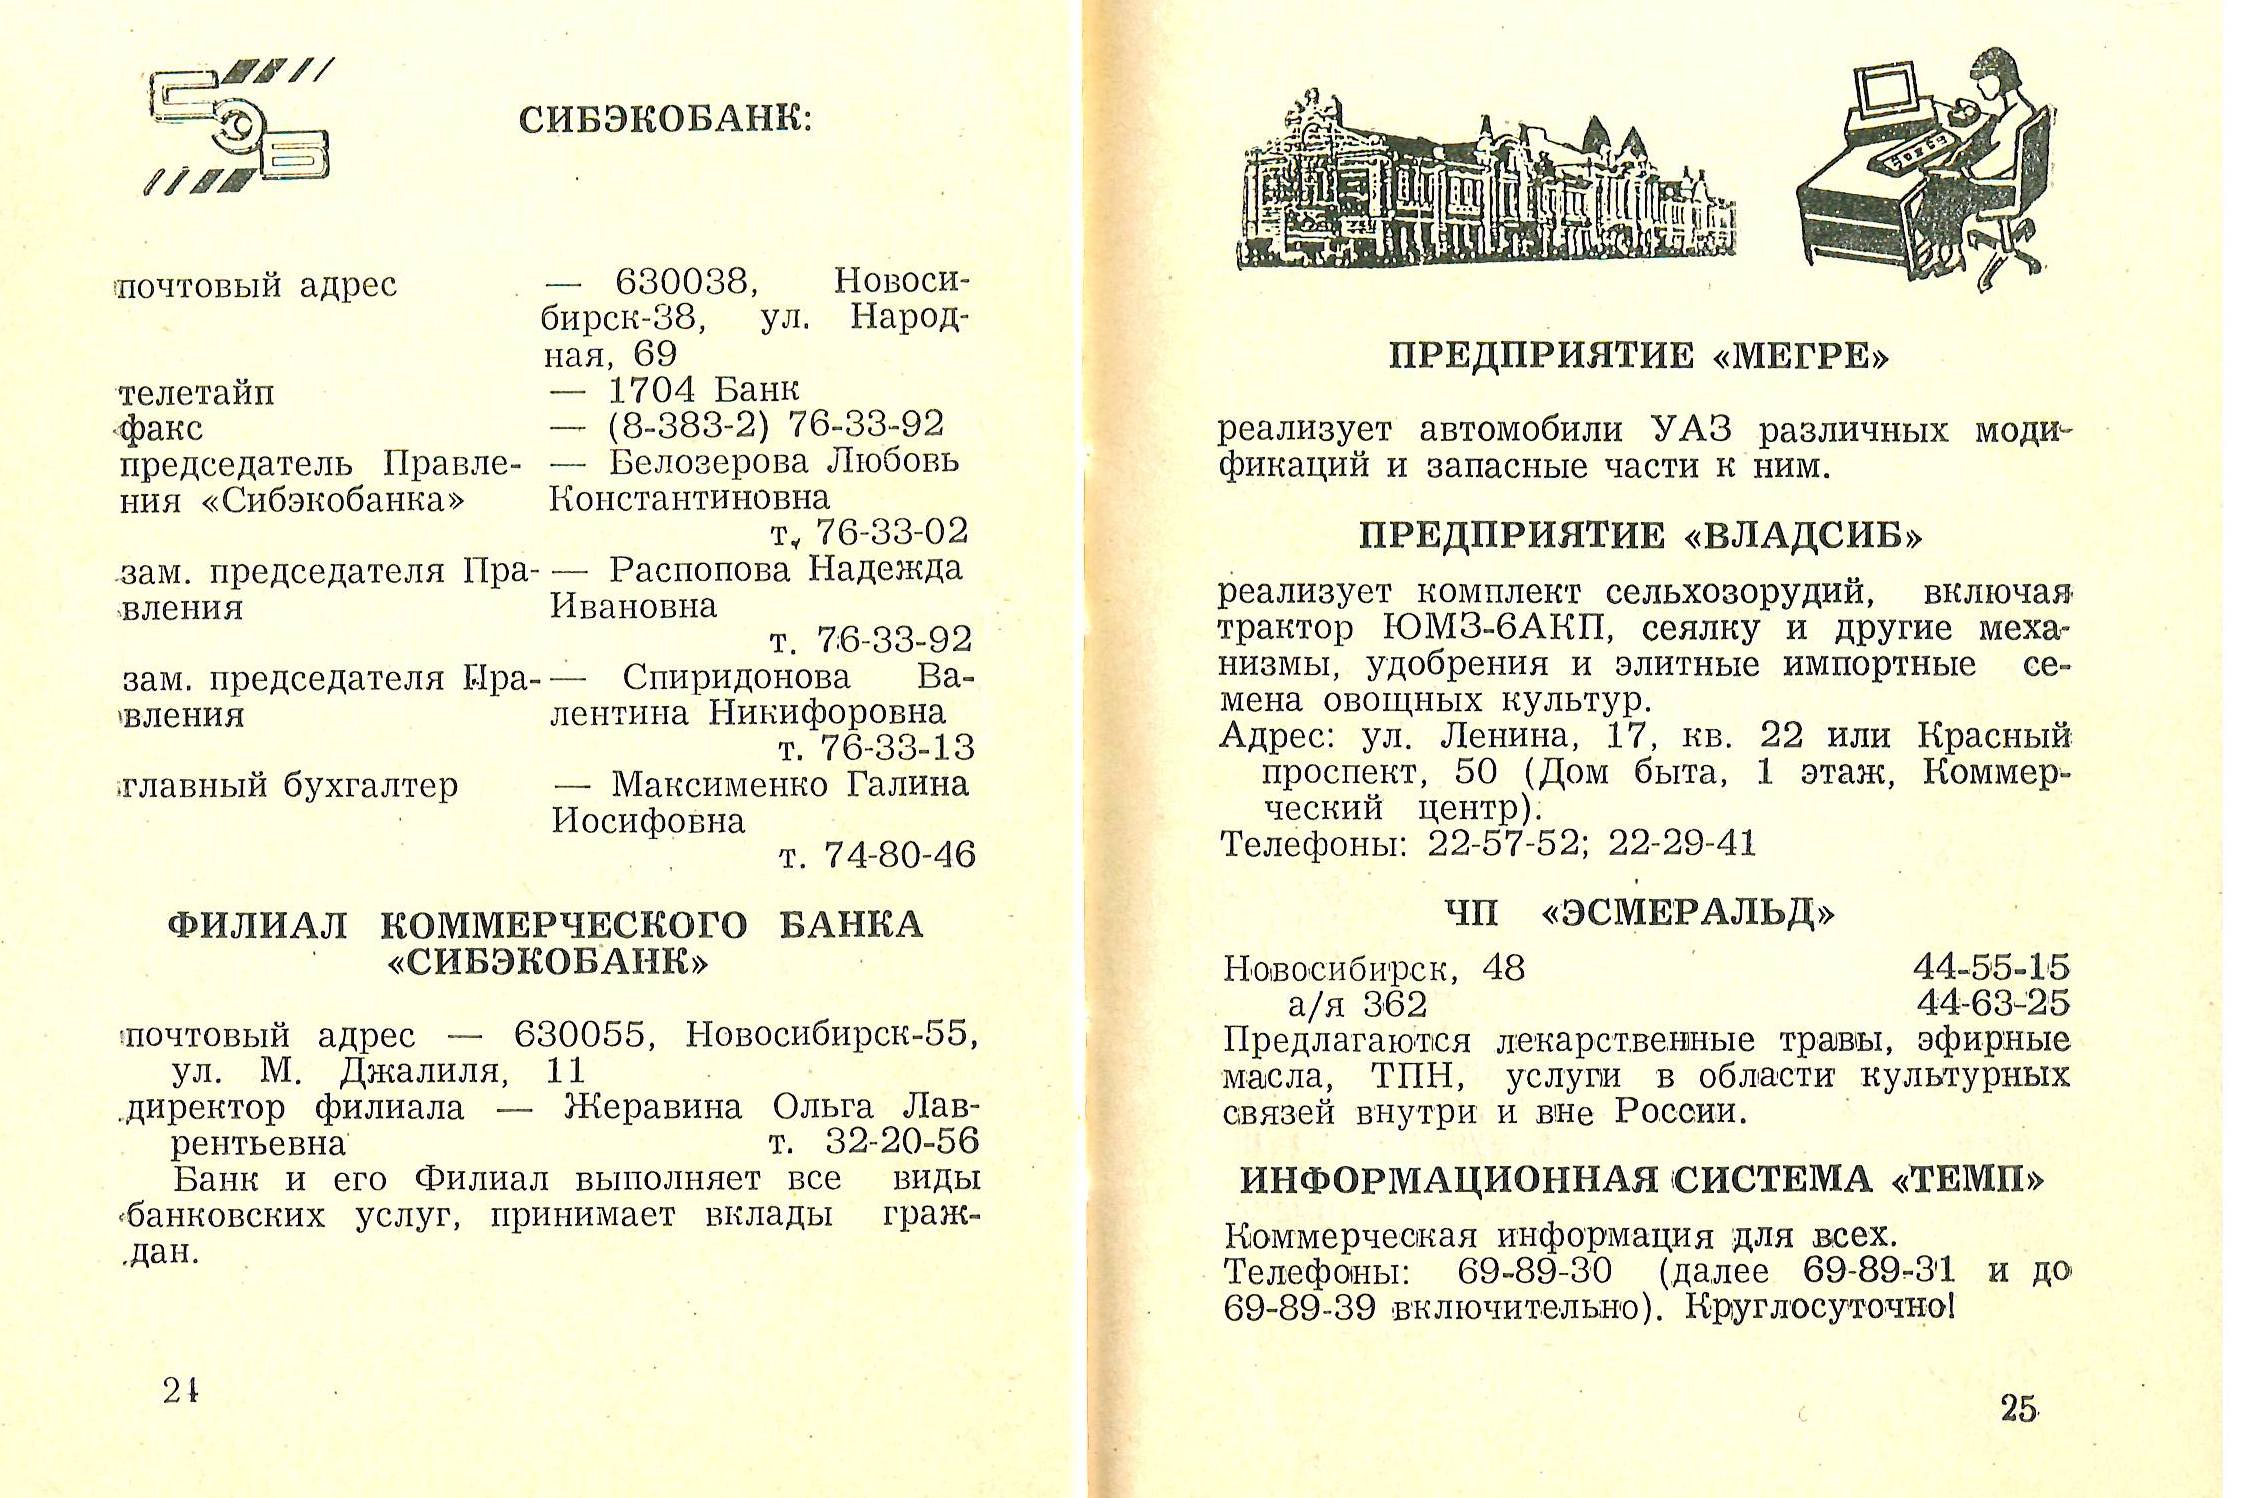 СЭБ
СИБЭКОБАНК:
почтовый адрес — 630038, Новоси-
бирск-38, ул. Народ-
ная, 69
телетайп — 1704 Банк
факс — (8-383-2) 76-33-92
председатель Правле- — Белозерова Любовь
ния «Сибэкобанка» Константиновна
т. 76-33-02
зам. председателя Пра- — Распопова Надежда
вления Ивановна
т. 76-33-92
зам. председателя Пра- — Спиридонова Ва-
вления лентина Никифоровна
т. 76-33-13
главный бухгалтер — Максименко Галина
Иосифовна
т. 74-80-46
ФИЛИАЛ КОММЕРЧЕСКОГО БАНКА
«СИБЭКОБАНК»
почтовый адрес — 630055, Новосибирск-55,
ул. М. Джалиля, 11
директор филиала — Жеравина Ольга Лав-
рентьевна т. 32-20-56
Банк и его Филиал выполняет все виды
банковских услуг, принимает вклады граж-
дан.
24
ПРЕДПРИЯТИЕ «МЕГРЕ»
реализует автомобили УАЗ различных моди-
фикаций и запасные части к ним.
ПРЕДПРИЯТИЕ «ВЛАДСИБ»
реализует комплект сельхозорудий, включая
трактор ЮМЗ-6АКП, сеялку и другие меха-
низмы, удобрения и элитные импортные се-
мена овощных культур.
Адрес: ул. Ленина, 17, кв. 22 или Красный
проспект, 50 (Дом быта, 1 этаж, Коммер-
ческий центр).
Телефоны: 22-57-52; 22-29-41
ЧП «ЭСМЕРАЛЬД»
Новосибирск, 48 44-55-15
а/я 362 44-63-25
Предлагаются лекарственные травы, эфирные
масла, ТПН, услуги в области культурных
связей внутри и вне России.
ИНФОРМАЦИОННАЯ СИСТЕМА «ТЕМП»
Коммерческая информация для всех.
Телефоны: 69-89-30 (далее 69-89-31 и до
69-89-39 включительно). Круглосуточно!
25